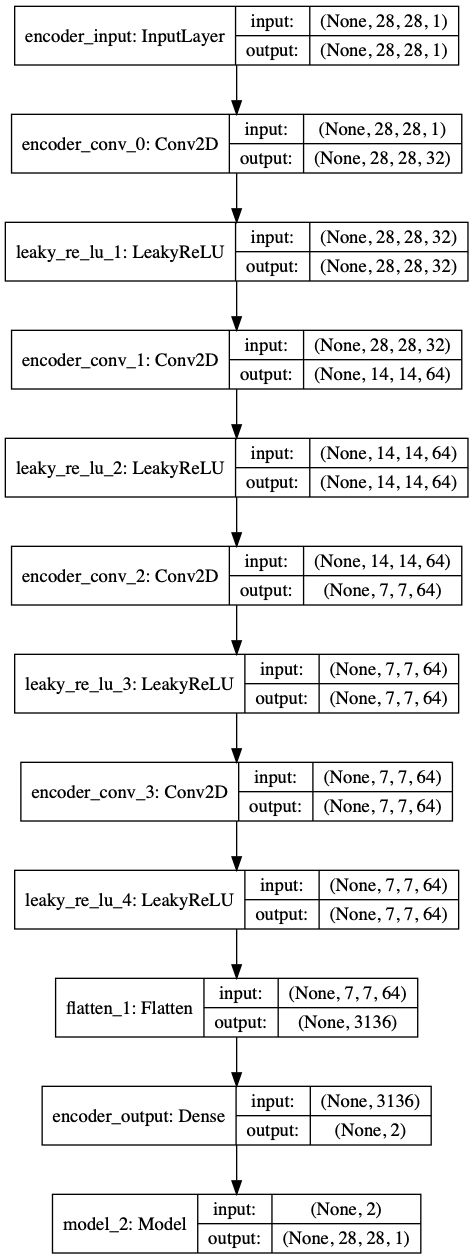 encoder_input: InputLayer
input: (None, 28, 28, 1)
output: (None, 28, 28, 1)
encoder_conv_0: Conv2D
input: (None, 28, 28, 1)
output: (None, 28, 28, 32)
leaky_re_lu_1: LeakyReLU
input: (None, 28, 28, 32)
output: (None, 28, 28, 32)
encoder_conv_1: Conv2D
input: (None, 28, 28, 32)
output: (None, 14, 14, 64)
leaky_re_lu_2: LeakyReLU
input: (None, 14, 14, 64)
output: (None, 14, 14, 64)
encoder_conv_2: Conv2D
input: (None, 14, 14, 64)
output: (None, 7, 7, 64)
leaky_re_lu_3: LeakyReLU
input: (None, 7, 7, 64)
output: (None, 7, 7, 64)
encoder_conv_3: Conv2D
input: (None, 7, 7, 64)
output: (None, 7, 7, 64)
leaky_re_lu_4: LeakyReLU
input: (None, 7, 7, 64)
output: (None, 7, 7, 64)
flatten_1: Flatten
input: (None, 7, 7, 64)
output: (None, 3136)
encoder_output: Dense
input: (None, 3136)
output: (None, 2)
model_2: Model
input: (None, 2)
output: (None, 28, 28, 1)